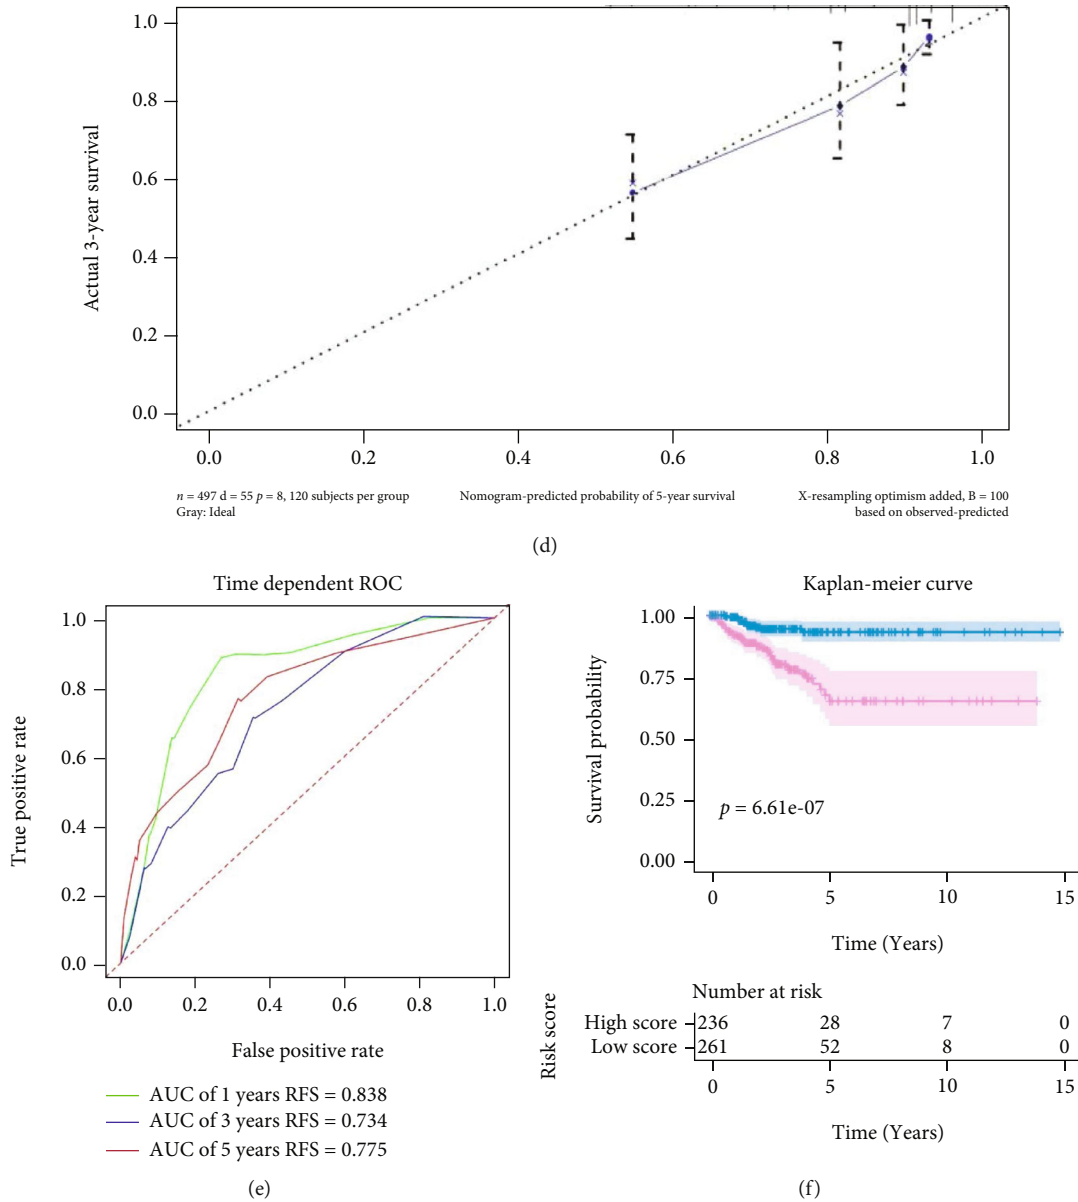 1.0
0.8
0.6
0.4
0.2
0.0
Actual 3-year survival
0.0 0.2 0.4 0.6 0.8 1.0
n = 497 d = 55 p = 8, 120 subjects per group
Gray: Ideal
Nomogram-predicted probability of 5-year survival
X-resampling optimism added, B = 100
based on observed-predicted
(d)
Time dependent ROC
1.0
0.8
0.6
0.4
0.2
0.0
True positive rate
0.0 0.2 0.4 0.6 0.8 1.0
False positive rate
AUC of 1 years RFS = 0.838
AUC of 3 years RFS = 0.734
AUC of 5 years RFS = 0.775
(e)
Kaplan-meier curve
1.00
0.75
0.50
0.25
0.00
Survival probability
p = 6.61e-07
0 5 10 15
Time (Years)
Number at risk
Risk score
High score 236 28 7 0
Low score 261 52 8 0
0 5 10 15
Time (Years)
(f)